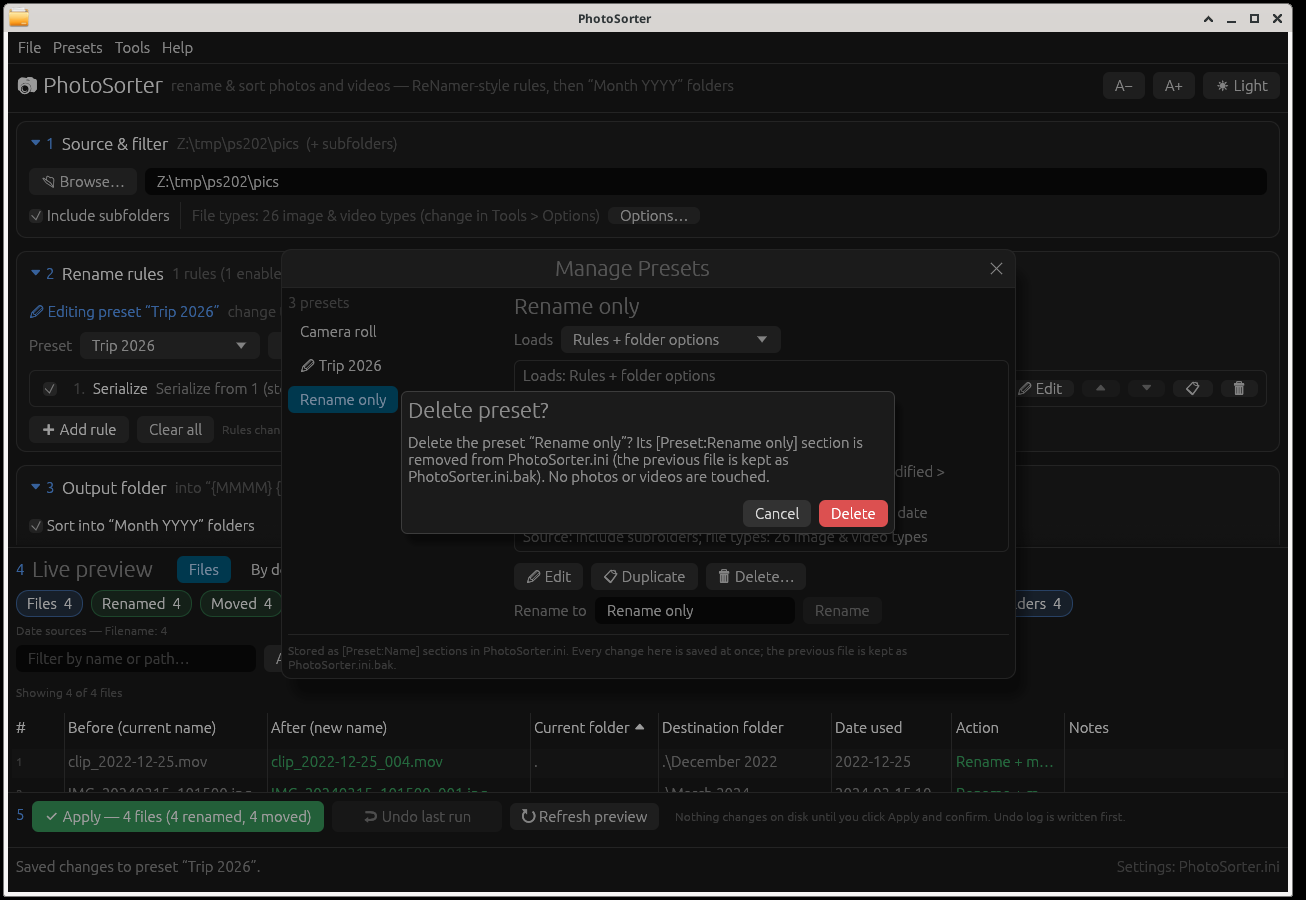 PhotoSorter
File Presets Tools Help
PhotoSorter rename & sort photos and videos — ReNamer-style rules, then “Month YYYY” folders
A− A+ ☀ Light
1 Source & filter Z:\tmp\ps202\pics (+ subfolders)
Browse… Z:\tmp\ps202\pics
Include subfolders File types: 26 image & video types (change in Tools > Options) Options…
2 Rename rules 1 rules (1 enable
Editing preset “Trip 2026” change
Preset Trip 2026
1. Serialize Serialize from 1 (st
Edit
+ Add rule Clear all Rules chan
3 Output folder into “{MMMM} {
Sort into “Month YYYY” folders
Manage Presets
3 presets
Camera roll
Trip 2026
Rename only
Rename only
Loads Rules + folder options
Loads: Rules + folder options
dified >
date
Source: include subfolders; file types: 26 image & video types
Delete preset?
Delete the preset “Rename only”? Its [Preset:Rename only] section is
removed from PhotoSorter.ini (the previous file is kept as
PhotoSorter.ini.bak). No photos or videos are touched.
Cancel Delete
Edit Duplicate Delete…
Rename to Rename only Rename
Stored as [Preset:Name] sections in PhotoSorter.ini. Every change here is saved at once; the previous file is kept as
PhotoSorter.ini.bak.
4 Live preview Files By d
Files 4 Renamed 4 Moved 4 ders 4
Date sources — Filename: 4
Filter by name or path…
Showing 4 of 4 files
# Before (current name) After (new name) Current folder Destination folder Date used Action Notes
1 clip_2022-12-25.mov clip_2022-12-25_004.mov . .\December 2022 2022-12-25 Rename + m…
5 ✓ Apply — 4 files (4 renamed, 4 moved) Undo last run Refresh preview Nothing changes on disk until you click Apply and confirm. Undo log is written first.
Saved changes to preset “Trip 2026”. Settings: PhotoSorter.ini